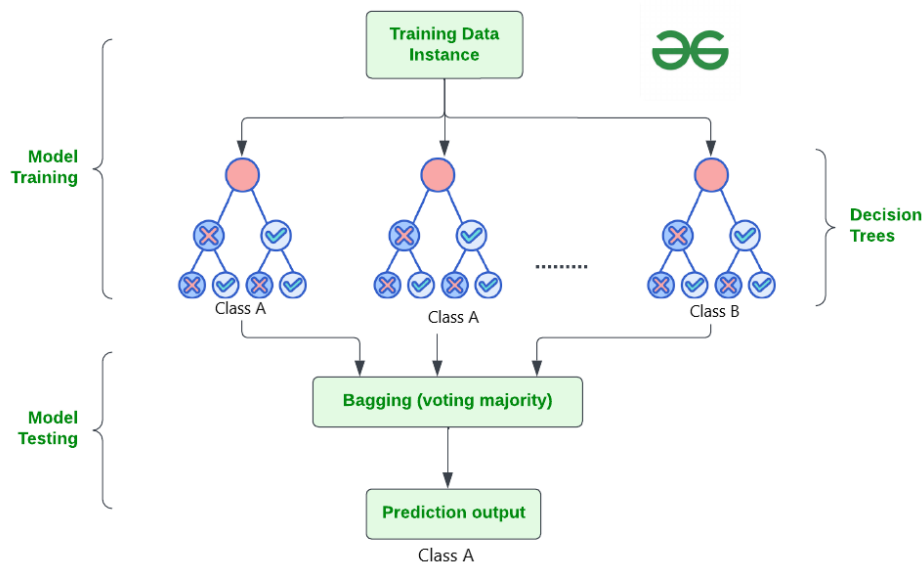 Training Data
Instance
Model
Training
Decision
Trees
Class A
Class A
Class B
Bagging (voting majority)
Model
Testing
Prediction output
Class A